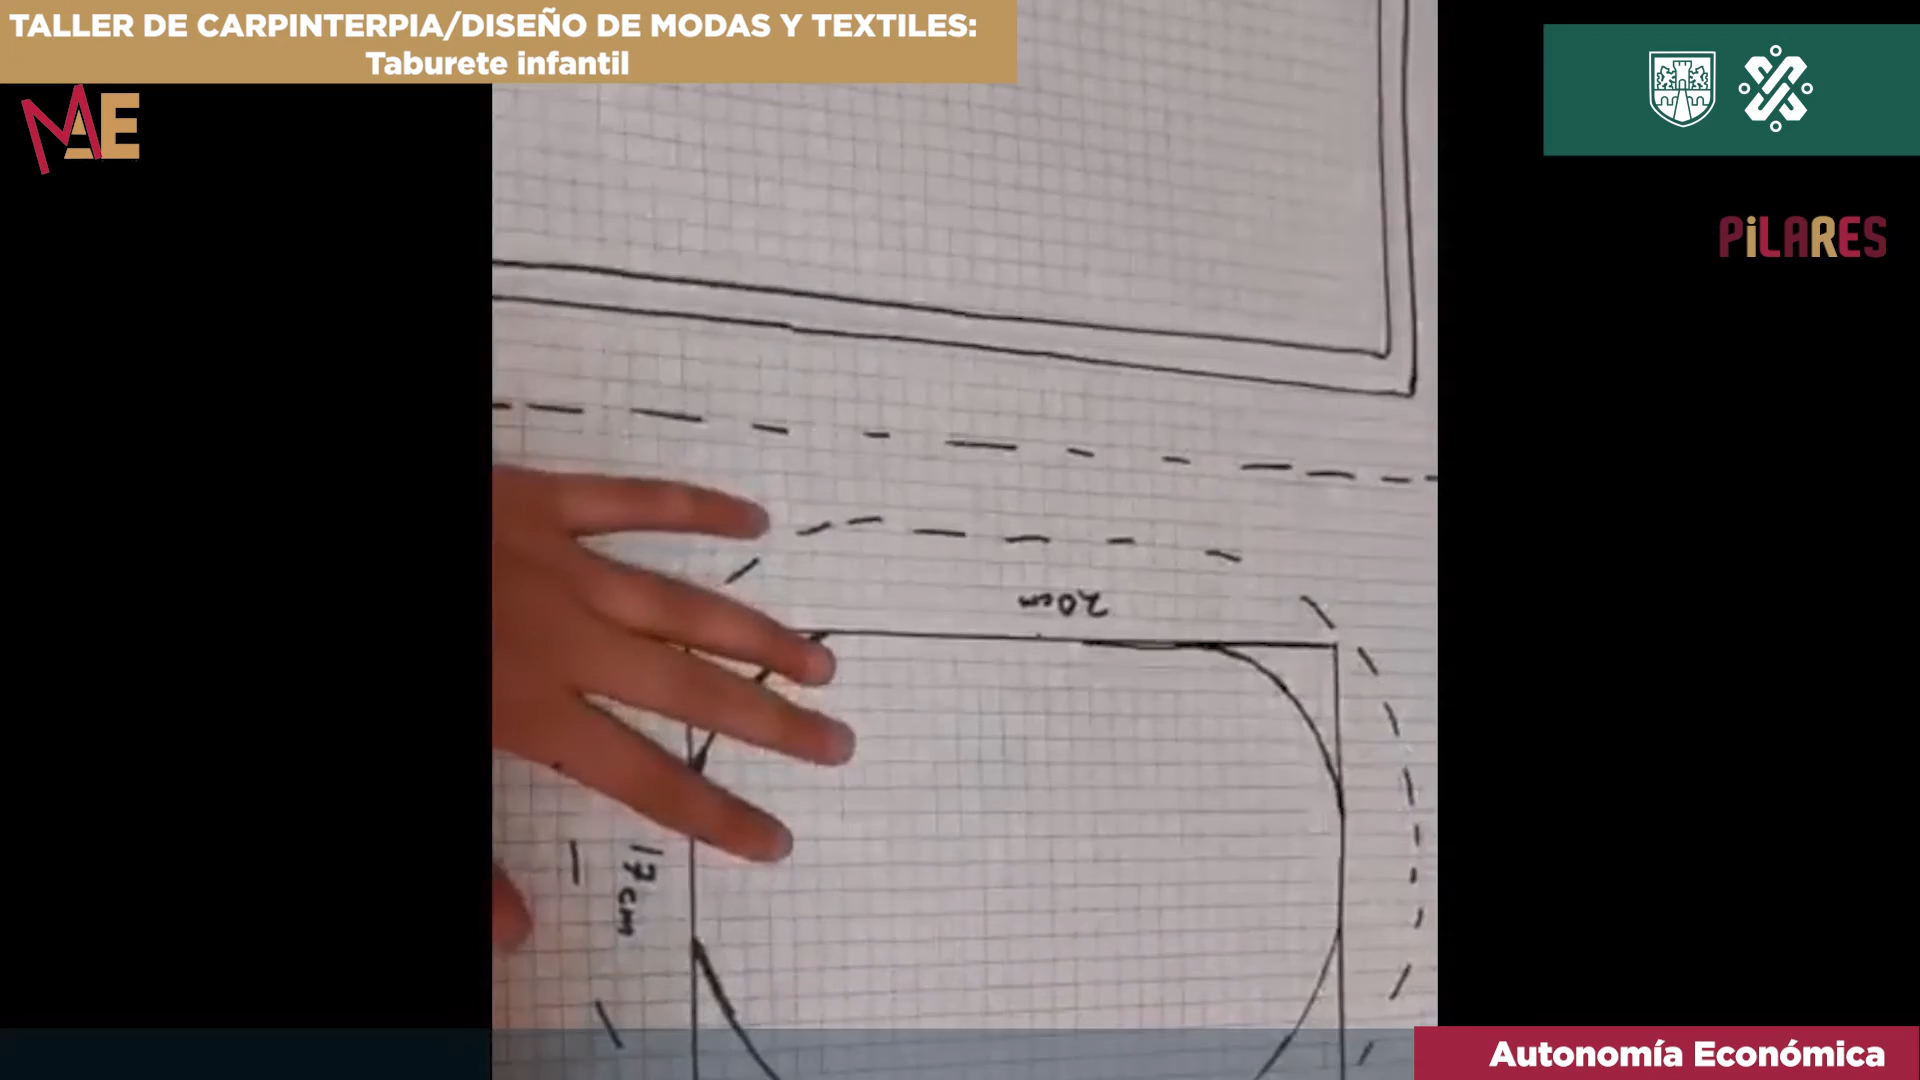 TALLER DE CARPINTERPIA/DISEÑO DE MODAS Y TEXTILES:
Taburete infantil
MAE
PiLARES
20cm
17cm
Autonomía Económica